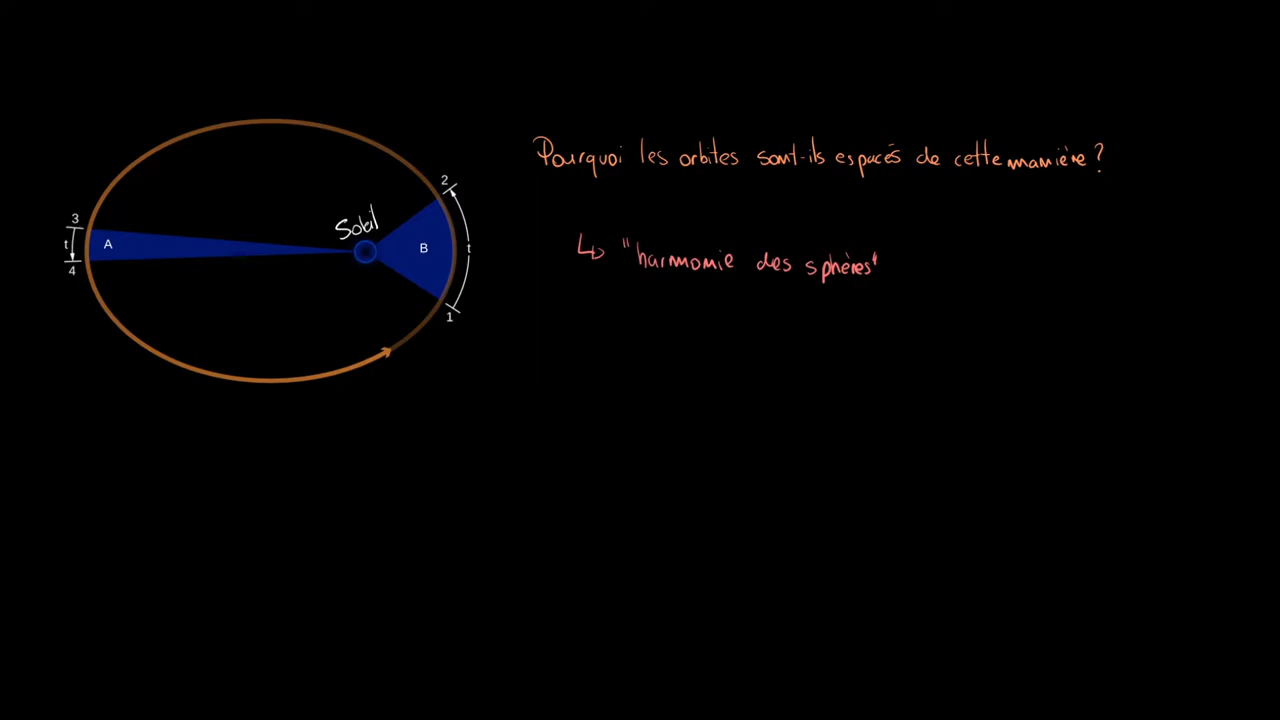 Pourquoi les orbites sont-ils espacés de cette manière ?
2
Soleil
3
t
A
B
t
4
↳ "harmonie des sphères"
1